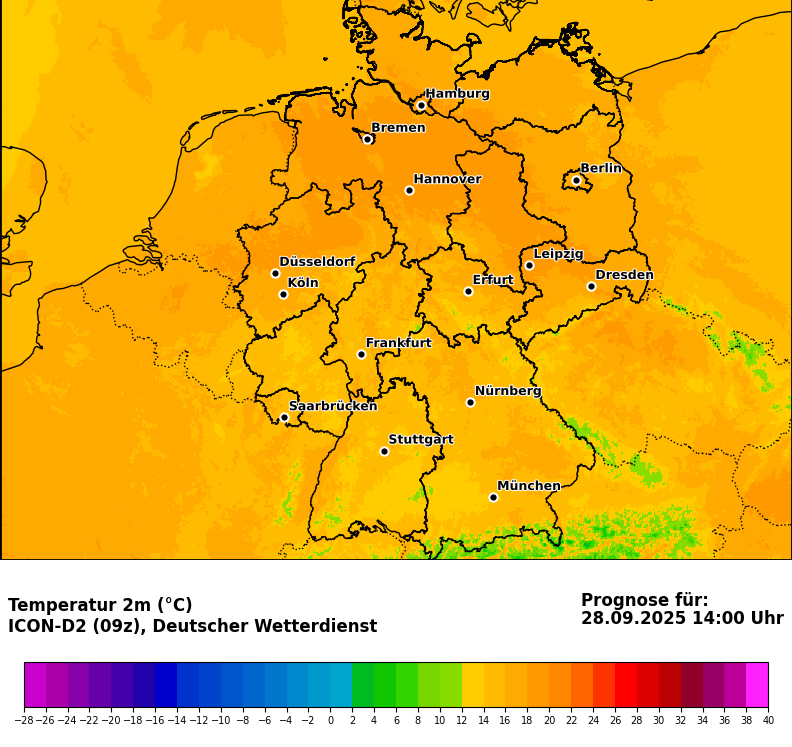 Hamburg
Bremen
Berlin
Hannover
Leipzig
Düsseldorf
Dresden
Köln
Erfurt
Frankfurt
Nürnberg
Saarbrücken
Stuttgart
München
Temperatur 2m (°C)
ICON-D2 (09z), Deutscher Wetterdienst
Prognose für:
28.09.2025 14:00 Uhr
−28 −26 −24 −22 −20 −18 −16 −14 −12 −10 −8 −6 −4 −2 0 2 4 6 8 10 12 14 16 18 20 22 24 26 28 30 32 34 36 38 40